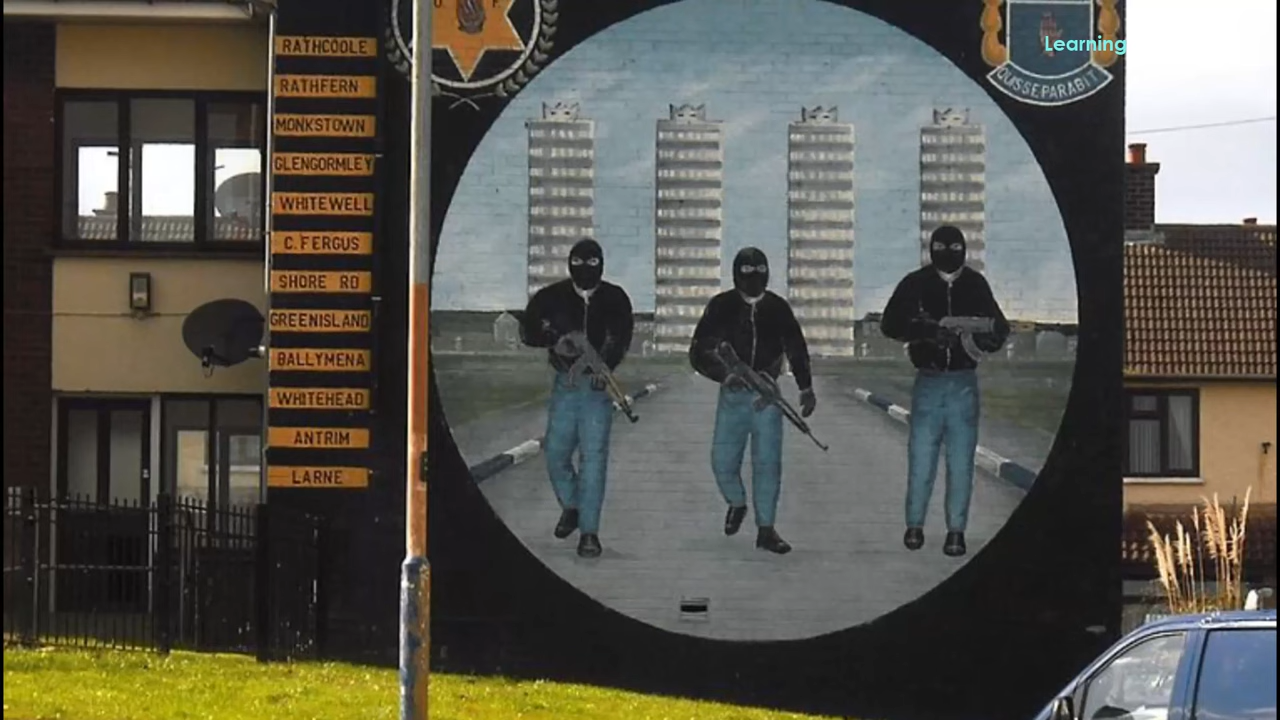 RATHCOOLE
RATHFERN
MONKSTOWN
GLENGORMLEY
WHITEWELL
C.FERGUS
SHORE RD
GREENISLAND
BALLYMENA
WHITEHEAD
ANTRIM
LARNE
F.
QUIS SEPARABIT
Learning